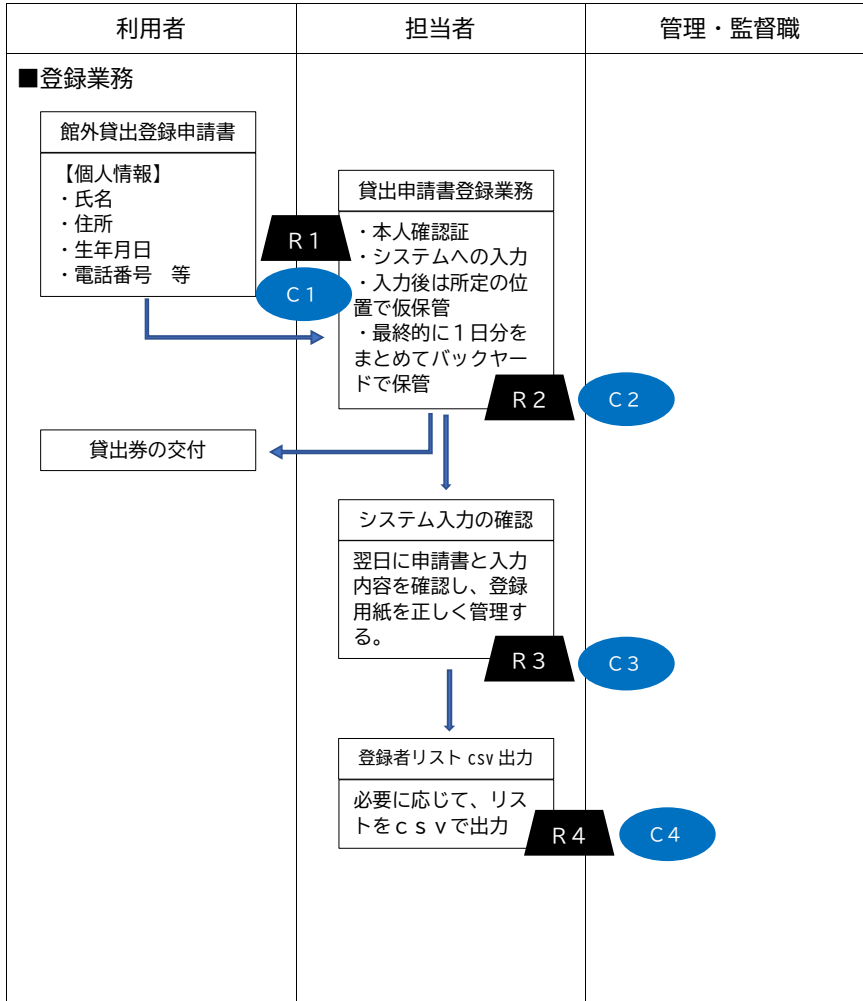 利用者
担当者
管理・監督職
■登録業務
館外貸出登録申請書
【個人情報】
・氏名
・住所
・生年月日
・電話番号　等
R１
C１
貸出申請書登録業務
・本人確認証
・システムへの入力
・入力後は所定の位
置で仮保管
・最終的に１日分を
まとめてバックヤー
ドで保管
R２
C２
貸出券の交付
システム入力の確認
翌日に申請書と入力
内容を確認し、登録
用紙を正しく管理す
る。
R３
C３
登録者リスト csv 出力
必要に応じて、リス
トをｃｓｖで出力
R４
C４